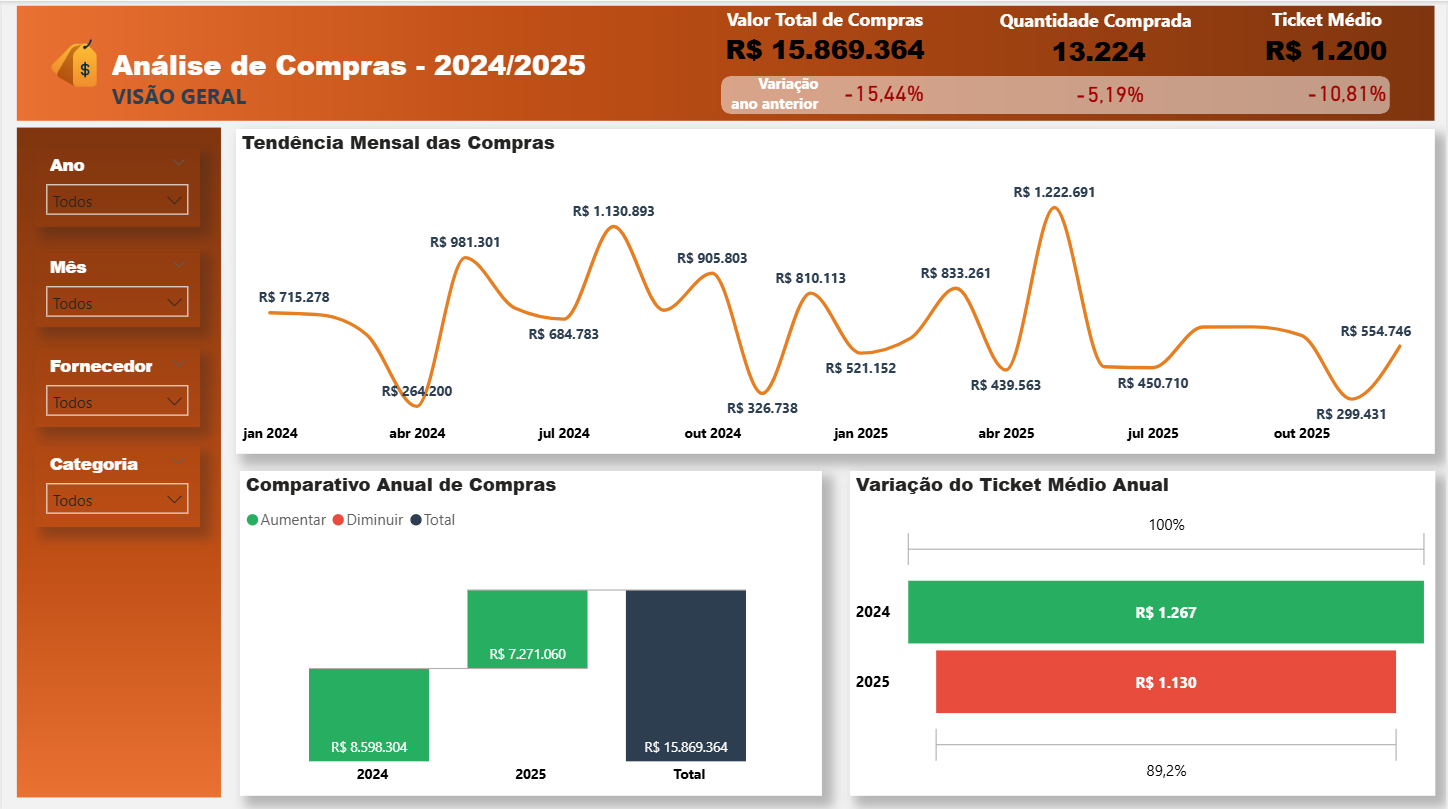 Análise de Compras - 2024/2025
VISÃO GERAL
Valor Total de Compras
R$ 15.869.364
Quantidade Comprada
13.224
Ticket Médio
R$ 1.200
Variação
ano anterior
-15,44%
-5,19%
-10,81%
$
Ano
Todos
Mês
Todos
Fornecedor
Todos
Categoria
Todos
Tendência Mensal das Compras
R$ 715.278
R$ 264.200
R$ 981.301
R$ 684.783
R$ 1.130.893
R$ 905.803
R$ 326.738
R$ 810.113
R$ 521.152
R$ 833.261
R$ 439.563
R$ 1.222.691
R$ 450.710
R$ 299.431
R$ 554.746
jan 2024
abr 2024
jul 2024
out 2024
jan 2025
abr 2025
jul 2025
out 2025
Comparativo Anual de Compras
Aumentar Diminuir Total
R$ 8.598.304
R$ 7.271.060
R$ 15.869.364
2024
2025
Total
Variação do Ticket Médio Anual
100%
2024
R$ 1.267
2025
R$ 1.130
89,2%